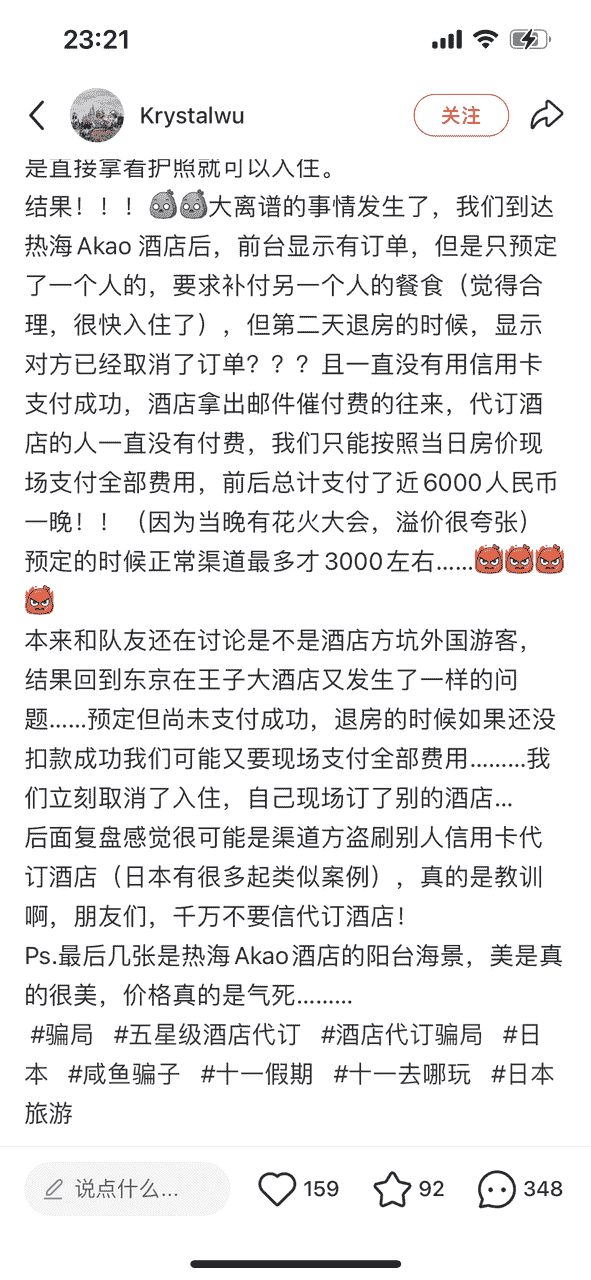 23:21
Krystalwu
关注
是直接拿着护照就可以入住。
结果！！！大离谱的事情发生了，我们到达
热海Akao 酒店后，前台显示有订单，但是只预定
了一个人的，要求补付另一个人的餐食（觉得合
理，很快入住了），但第二天退房的时候，显示
对方已经取消了订单？？？且一直没有用信用卡
支付成功，酒店拿出邮件催付费的往来，代订酒
店的人一直没有付费，我们只能按照当日房价现
场支付全部费用，前后总计支付了近6000人民币
一晚！！（因为当晚有花火大会，溢价很夸张）
预定的时候正常渠道最多才3000左右......
本来和队友还在讨论是不是酒店方坑外国游客，
结果回到东京在王子大酒店又发生了一样的问
题......预定但尚未支付成功，退房的时候如果还没
扣款成功我们可能又要现场支付全部费用.........我
们立刻取消了入住，自己现场订了别的酒店...
后面复盘感觉很可能是渠道方盗刷别人信用卡代
订酒店（日本有很多起类似案例），真的是教训
啊，朋友们，千万不要信代订酒店！
Ps.最后几张是热海Akao酒店的阳台海景，美是真
的很美，价格真的是气死.........
#骗局 #五星级酒店代订 #酒店代订骗局 #日
本 #咸鱼骗子 #十一假期 #十一去哪玩 #日本
旅游
说点什么...
159
92
348